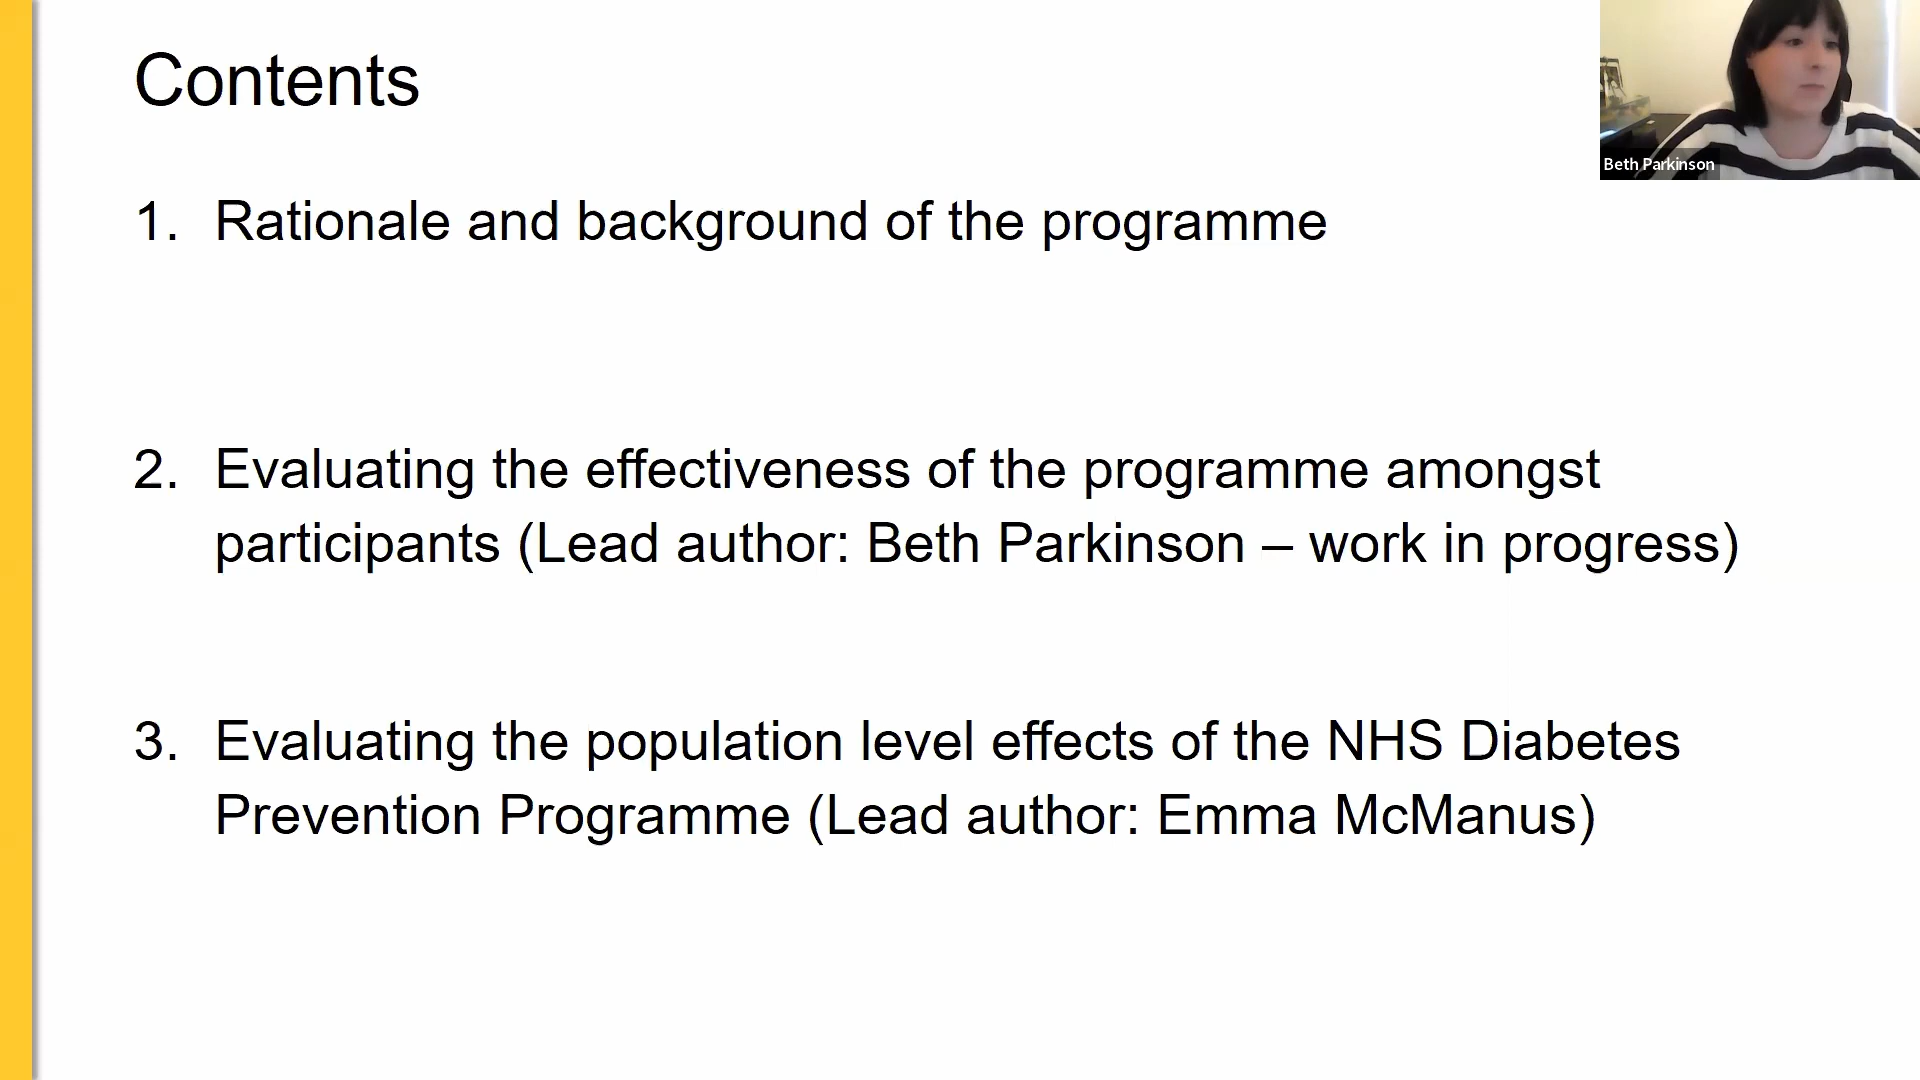 Contents
1. Rationale and background of the programme
2. Evaluating the effectiveness of the programme amongst
participants (Lead author: Beth Parkinson – work in progress)
3. Evaluating the population level effects of the NHS Diabetes
Prevention Programme (Lead author: Emma McManus)
Beth Parkinson